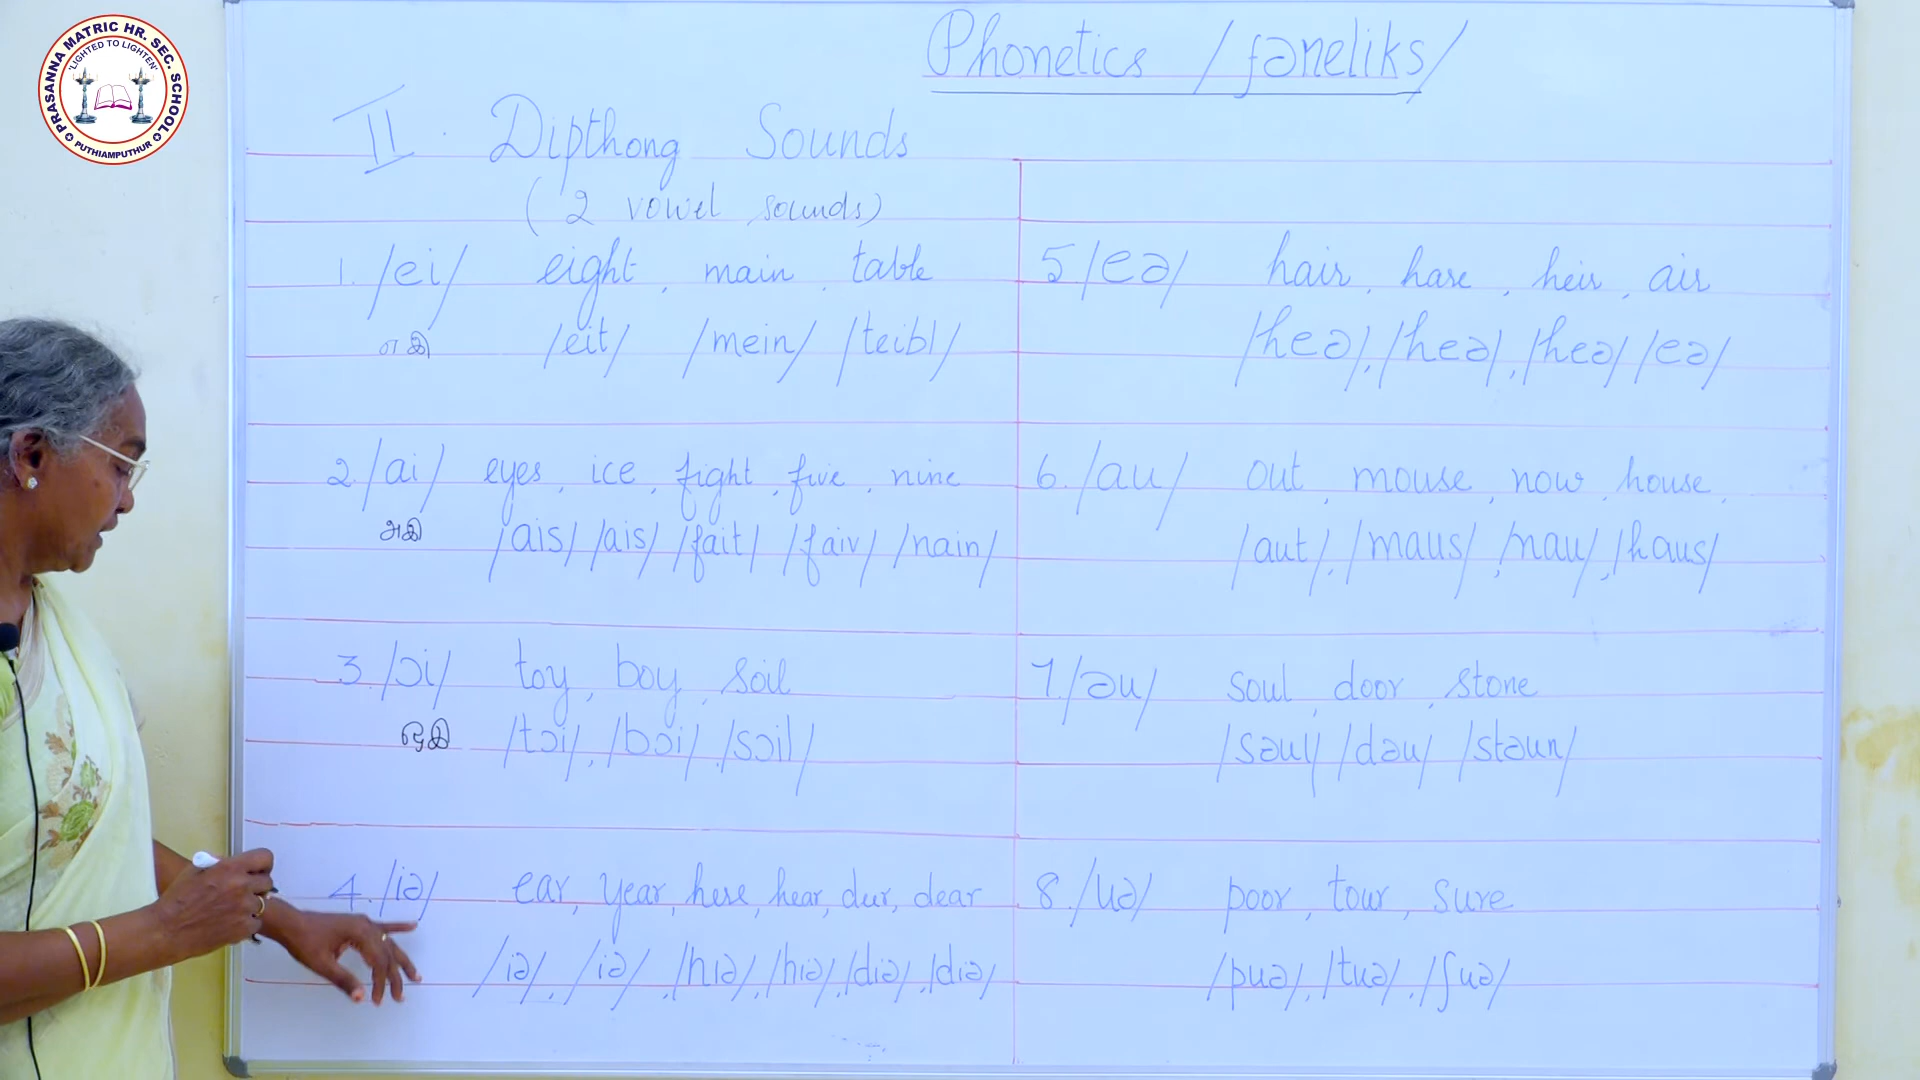 PRASANNA MATRIC HR. SEC. SCHOOL
"LIGHTED TO LIGHTEN"
PUTHIAMPUTHUR
Phonetics /fəneliks/
II. Dipthong Sounds
(2 vowel sounds)
1. /ei/ eight, main, table
எஇ /eit/ /mein/ /teibl/
2. /ai/ eyes, ice, fight, five, nine
அஇ /ais/ /ais/ /fait/ /faiv/ /nain/
3. /ɔi/ toy, boy, soil
ஒஇ /tɔi/, /bɔi/, /sɔil/
4. /iə/ ear, year, here, hear, dur, dear
/iə/, /iə/, /hiə/, /hiə/, /diə/, /diə/
5 /eə/ hair, hare, heir, air
/heə/, /heə/, /heə/ /eə/
6. /au/ out, mouse, now, house,
/aut/, /maus/, /nau/, /haus/
7. /əu/ soul, door, stone
/səul/ /dəu/ /stəun/
8. /uə/ poor, tour, sure
/puə/, /tuə/, /ʃuə/